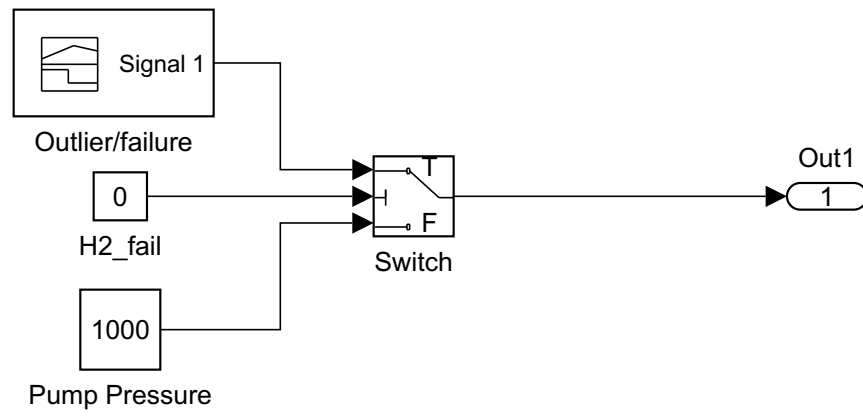 Signal 1
Outlier/failure
0
H2_fail
1000
Pump Pressure
T
F
Switch
Out1
1